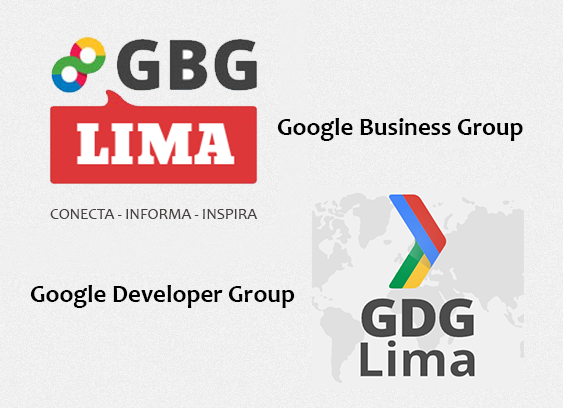 GBG
LIMA
Google Business Group
CONECTA - INFORMA - INSPIRA
Google Developer Group
GDG
Lima